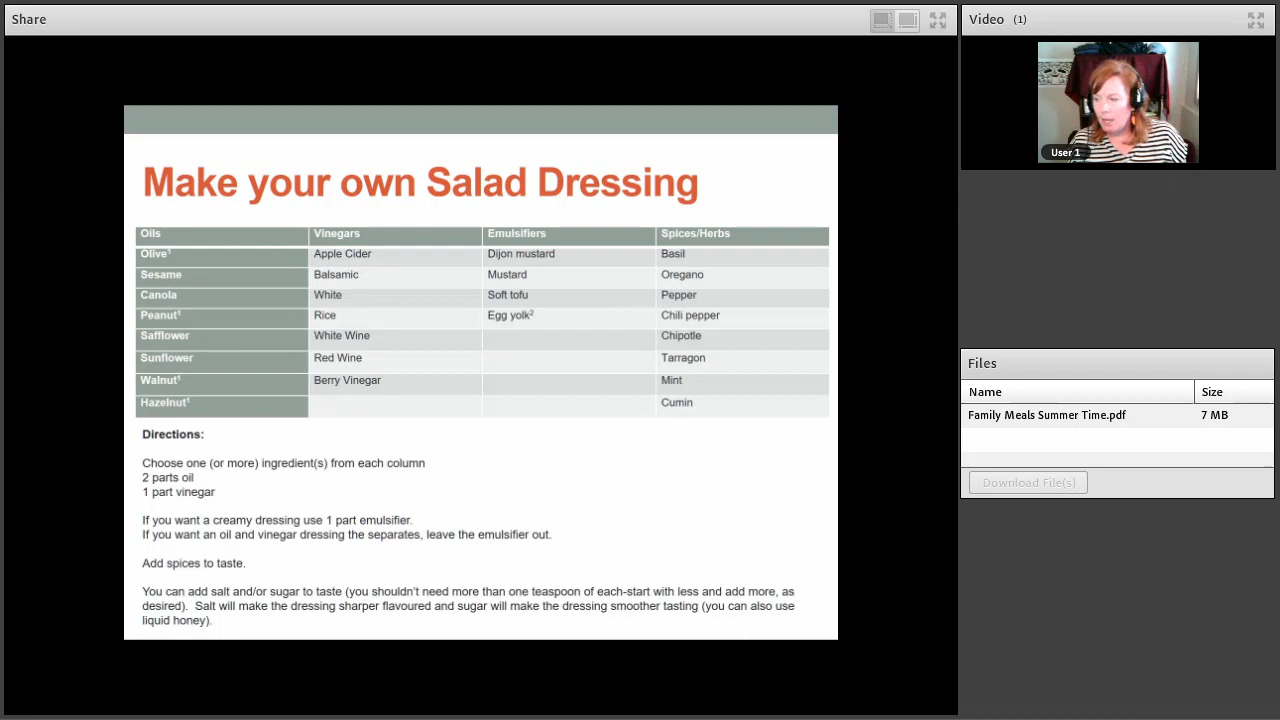 Share
Video (1)
User 1
Make your own Salad Dressing
Oils Vinegars Emulsifiers Spices/Herbs
Olive¹ Apple Cider Dijon mustard Basil
Sesame Balsamic Mustard Oregano
Canola White Soft tofu Pepper
Peanut¹ Rice Egg yolk² Chili pepper
Safflower White Wine Chipotle
Sunflower Red Wine Tarragon
Walnut¹ Berry Vinegar Mint
Hazelnut¹ Cumin
Directions:
Choose one (or more) ingredient(s) from each column
2 parts oil
1 part vinegar
If you want a creamy dressing use 1 part emulsifier.
If you want an oil and vinegar dressing the separates, leave the emulsifier out.
Add spices to taste.
You can add salt and/or sugar to taste (you shouldn't need more than one teaspoon of each-start with less and add more, as
desired). Salt will make the dressing sharper flavoured and sugar will make the dressing smoother tasting (you can also use
liquid honey).
Files
Name Size
Family Meals Summer Time.pdf 7 MB
Download File(s)